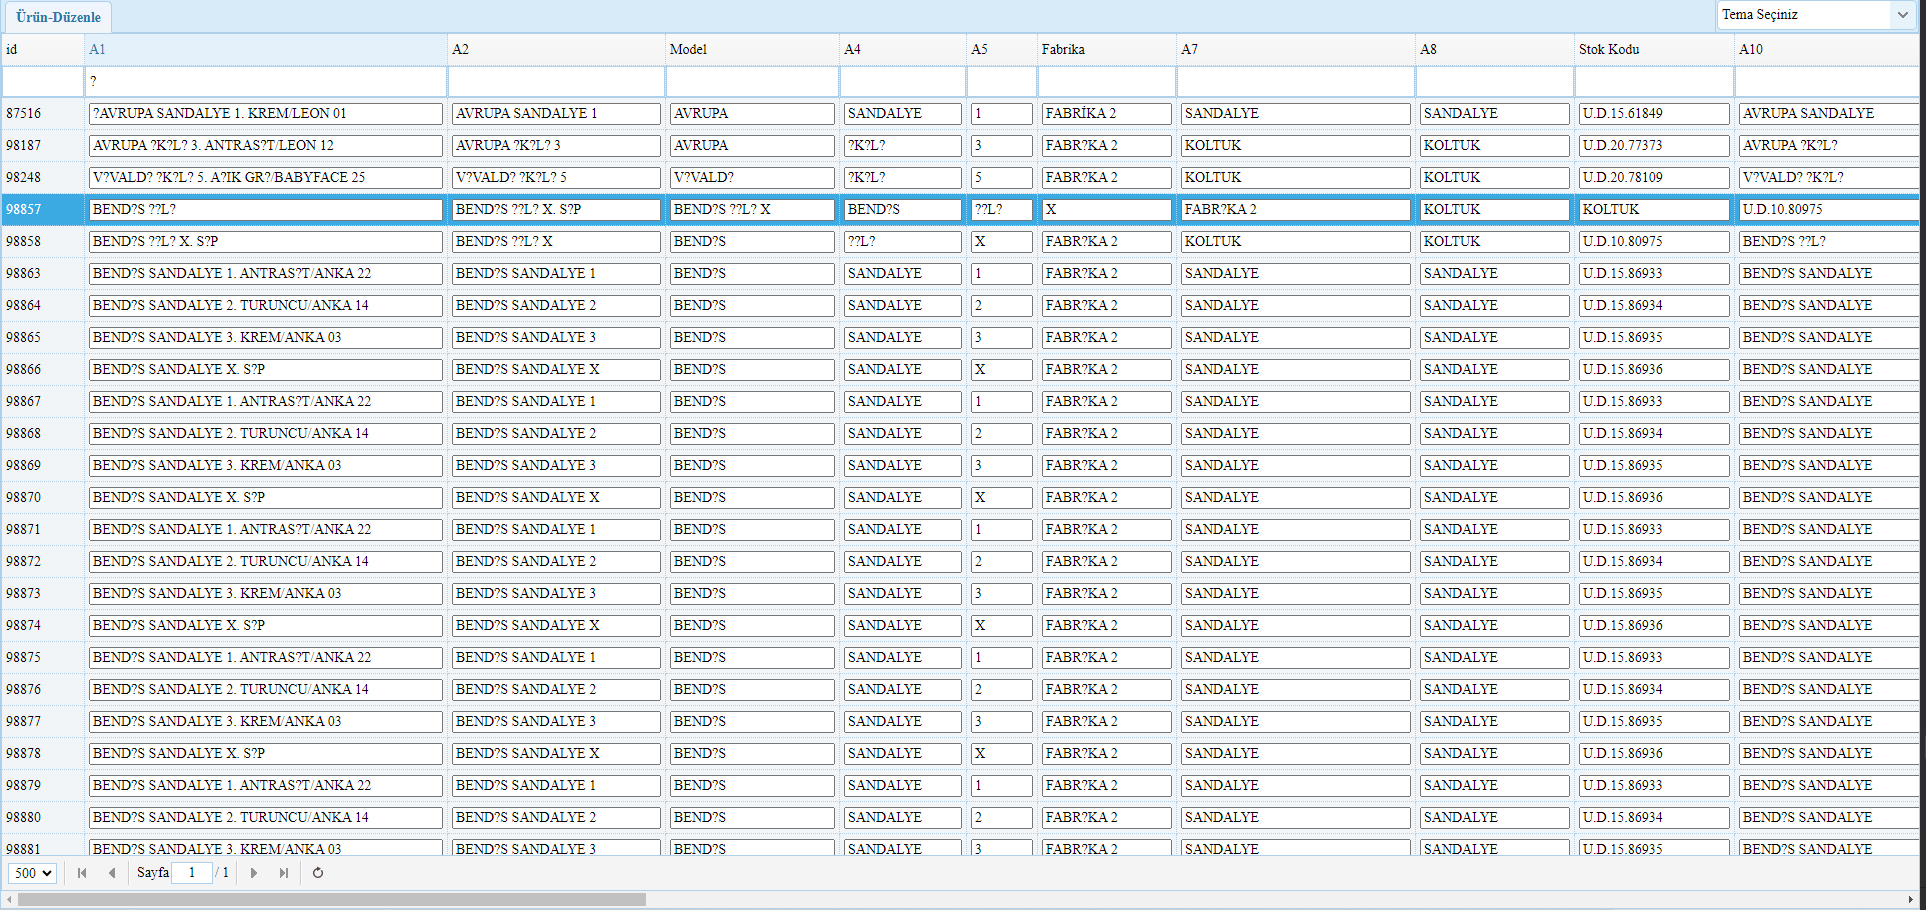 Ürün-Düzenle Tema Seçiniz
id A1 A2 Model A4 A5 Fabrika A7 A8 Stok Kodu A10
?
87516 ?AVRUPA SANDALYE 1. KREM/LEON 01 AVRUPA SANDALYE 1 AVRUPA SANDALYE 1 FABRİKA 2 SANDALYE SANDALYE U.D.15.61849 AVRUPA SANDALYE
98187 AVRUPA ?K?L? 3. ANTRAS?T/LEON 12 AVRUPA ?K?L? 3 AVRUPA ?K?L? 3 FABR?KA 2 KOLTUK KOLTUK U.D.20.77373 AVRUPA ?K?L?
98248 V?VALD? ?K?L? 5. A?IK GR?/BABYFACE 25 V?VALD? ?K?L? 5 V?VALD? ?K?L? 5 FABR?KA 2 KOLTUK KOLTUK U.D.20.78109 V?VALD? ?K?L?
98857 BEND?S ??L? BEND?S ??L? X. S?P BEND?S ??L? X BEND?S ??L? X FABR?KA 2 KOLTUK KOLTUK U.D.10.80975
98858 BEND?S ??L? X. S?P BEND?S ??L? X BEND?S ??L? X FABR?KA 2 KOLTUK KOLTUK U.D.10.80975 BEND?S ??L?
98863 BEND?S SANDALYE 1. ANTRAS?T/ANKA 22 BEND?S SANDALYE 1 BEND?S SANDALYE 1 FABR?KA 2 SANDALYE SANDALYE U.D.15.86933 BEND?S SANDALYE
98864 BEND?S SANDALYE 2. TURUNCU/ANKA 14 BEND?S SANDALYE 2 BEND?S SANDALYE 2 FABR?KA 2 SANDALYE SANDALYE U.D.15.86934 BEND?S SANDALYE
98865 BEND?S SANDALYE 3. KREM/ANKA 03 BEND?S SANDALYE 3 BEND?S SANDALYE 3 FABR?KA 2 SANDALYE SANDALYE U.D.15.86935 BEND?S SANDALYE
98866 BEND?S SANDALYE X. S?P BEND?S SANDALYE X BEND?S SANDALYE X FABR?KA 2 SANDALYE SANDALYE U.D.15.86936 BEND?S SANDALYE
98867 BEND?S SANDALYE 1. ANTRAS?T/ANKA 22 BEND?S SANDALYE 1 BEND?S SANDALYE 1 FABR?KA 2 SANDALYE SANDALYE U.D.15.86933 BEND?S SANDALYE
98868 BEND?S SANDALYE 2. TURUNCU/ANKA 14 BEND?S SANDALYE 2 BEND?S SANDALYE 2 FABR?KA 2 SANDALYE SANDALYE U.D.15.86934 BEND?S SANDALYE
98869 BEND?S SANDALYE 3. KREM/ANKA 03 BEND?S SANDALYE 3 BEND?S SANDALYE 3 FABR?KA 2 SANDALYE SANDALYE U.D.15.86935 BEND?S SANDALYE
98870 BEND?S SANDALYE X. S?P BEND?S SANDALYE X BEND?S SANDALYE X FABR?KA 2 SANDALYE SANDALYE U.D.15.86936 BEND?S SANDALYE
98871 BEND?S SANDALYE 1. ANTRAS?T/ANKA 22 BEND?S SANDALYE 1 BEND?S SANDALYE 1 FABR?KA 2 SANDALYE SANDALYE U.D.15.86933 BEND?S SANDALYE
98872 BEND?S SANDALYE 2. TURUNCU/ANKA 14 BEND?S SANDALYE 2 BEND?S SANDALYE 2 FABR?KA 2 SANDALYE SANDALYE U.D.15.86934 BEND?S SANDALYE
98873 BEND?S SANDALYE 3. KREM/ANKA 03 BEND?S SANDALYE 3 BEND?S SANDALYE 3 FABR?KA 2 SANDALYE SANDALYE U.D.15.86935 BEND?S SANDALYE
98874 BEND?S SANDALYE X. S?P BEND?S SANDALYE X BEND?S SANDALYE X FABR?KA 2 SANDALYE SANDALYE U.D.15.86936 BEND?S SANDALYE
98875 BEND?S SANDALYE 1. ANTRAS?T/ANKA 22 BEND?S SANDALYE 1 BEND?S SANDALYE 1 FABR?KA 2 SANDALYE SANDALYE U.D.15.86933 BEND?S SANDALYE
98876 BEND?S SANDALYE 2. TURUNCU/ANKA 14 BEND?S SANDALYE 2 BEND?S SANDALYE 2 FABR?KA 2 SANDALYE SANDALYE U.D.15.86934 BEND?S SANDALYE
98877 BEND?S SANDALYE 3. KREM/ANKA 03 BEND?S SANDALYE 3 BEND?S SANDALYE 3 FABR?KA 2 SANDALYE SANDALYE U.D.15.86935 BEND?S SANDALYE
98878 BEND?S SANDALYE X. S?P BEND?S SANDALYE X BEND?S SANDALYE X FABR?KA 2 SANDALYE SANDALYE U.D.15.86936 BEND?S SANDALYE
98879 BEND?S SANDALYE 1. ANTRAS?T/ANKA 22 BEND?S SANDALYE 1 BEND?S SANDALYE 1 FABR?KA 2 SANDALYE SANDALYE U.D.15.86933 BEND?S SANDALYE
98880 BEND?S SANDALYE 2. TURUNCU/ANKA 14 BEND?S SANDALYE 2 BEND?S SANDALYE 2 FABR?KA 2 SANDALYE SANDALYE U.D.15.86934 BEND?S SANDALYE
98881 BEND?S SANDALYE 3. KREM/ANKA 03 BEND?S SANDALYE 3 BEND?S SANDALYE 3 FABR?KA 2 SANDALYE SANDALYE U.D.15.86935 BEND?S SANDALYE
500 Sayfa 1 / 1